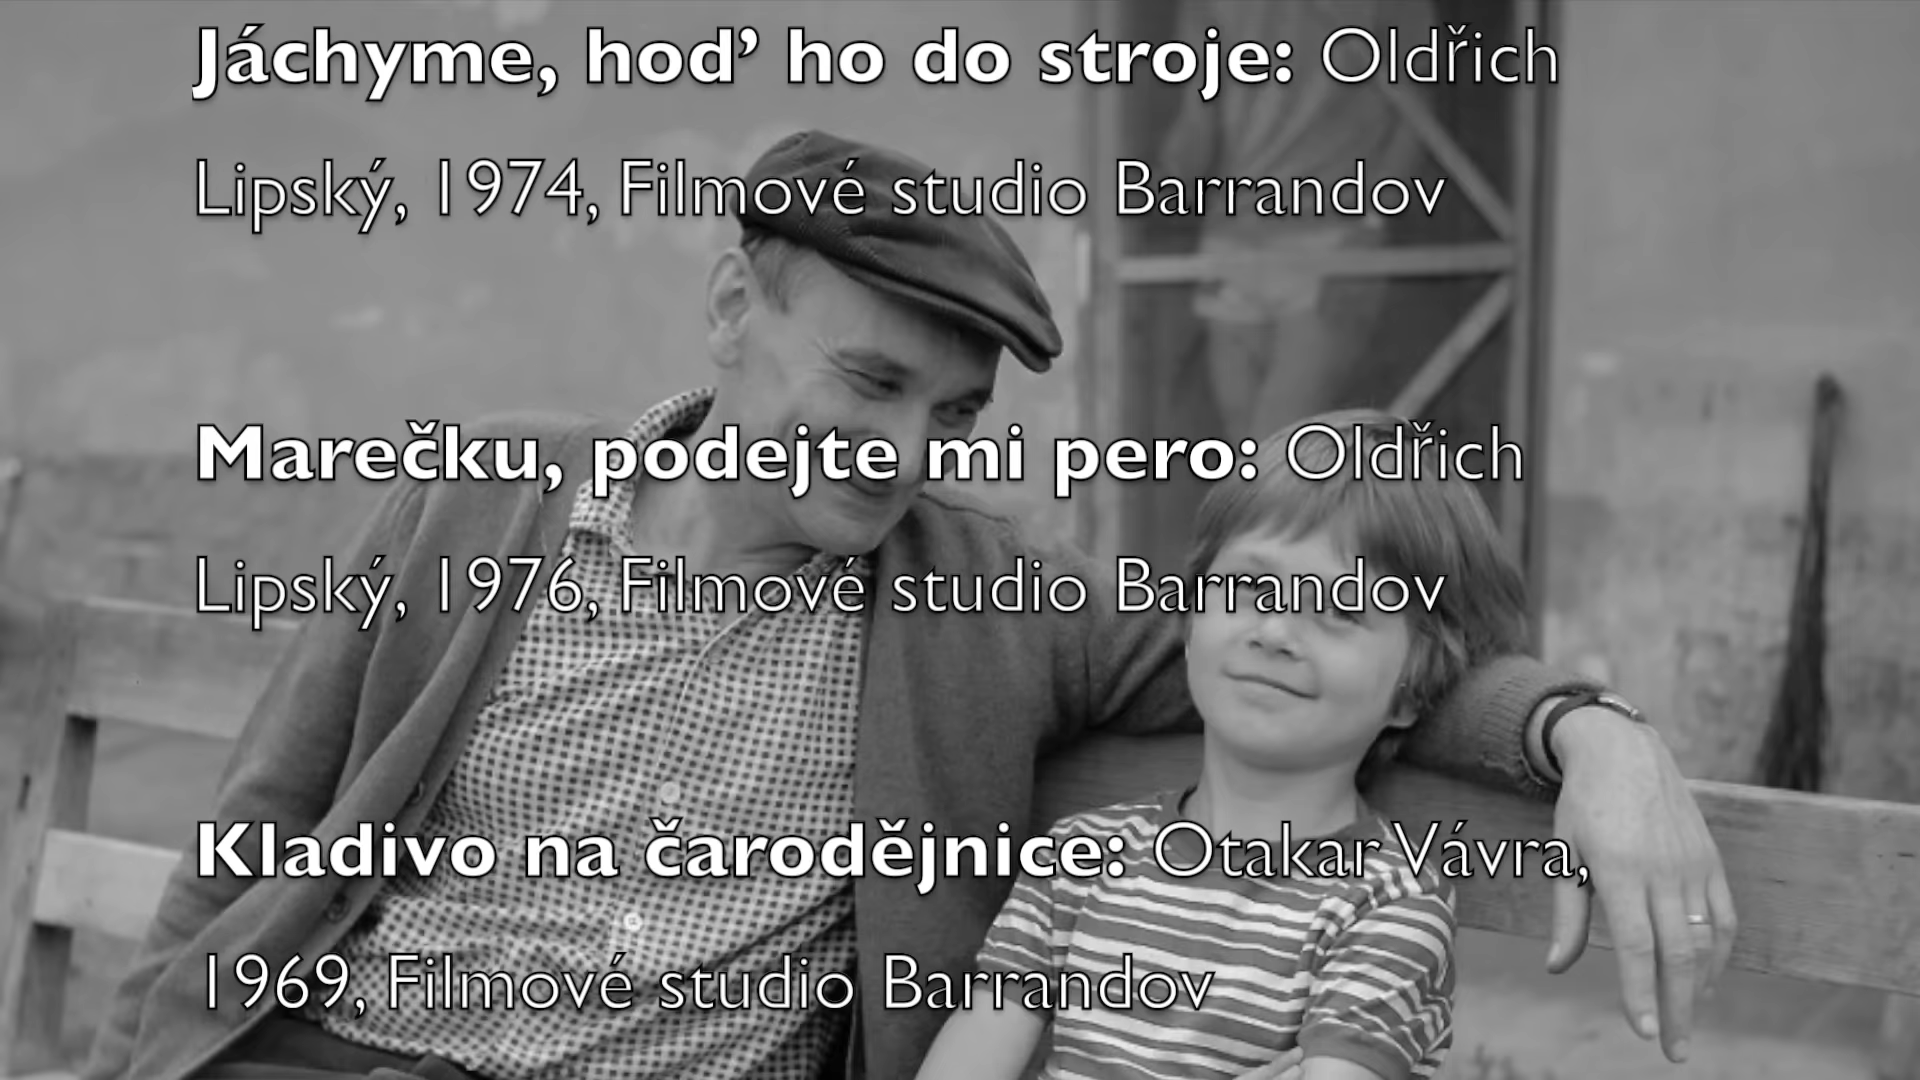 Jáchyme, hoď ho do stroje: Oldřich
Lipský, 1974, Filmové studio Barrandov
Marečku, podejte mi pero: Oldřich
Lipský, 1976, Filmové studio Barrandov
Kladivo na čarodějnice: Otakar Vávra,
1969, Filmové studio Barrandov